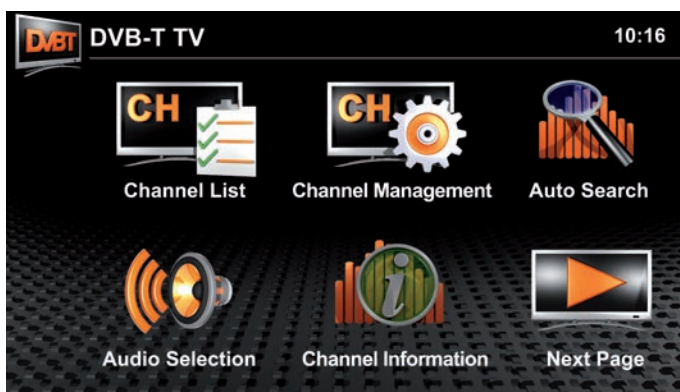 DVBT DVB-T TV 10:16
CH CH
Channel List Channel Management Auto Search
i
Audio Selection Channel Information Next Page